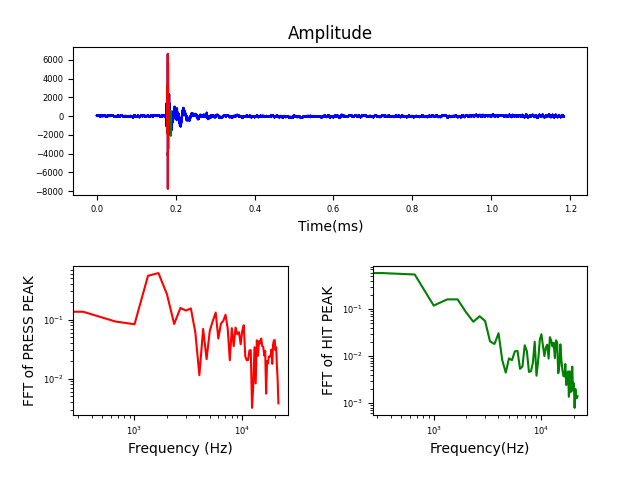 Amplitude
6000
4000
2000
0
−2000
−4000
−6000
−8000
0.0 0.2 0.4 0.6 0.8 1.0 1.2
Time(ms)
FFT of PRESS PEAK
10⁻¹
10⁻²
10³ 10⁴
Frequency (Hz)
FFT of HIT PEAK
10⁻¹
10⁻²
10⁻³
10³ 10⁴
Frequency(Hz)